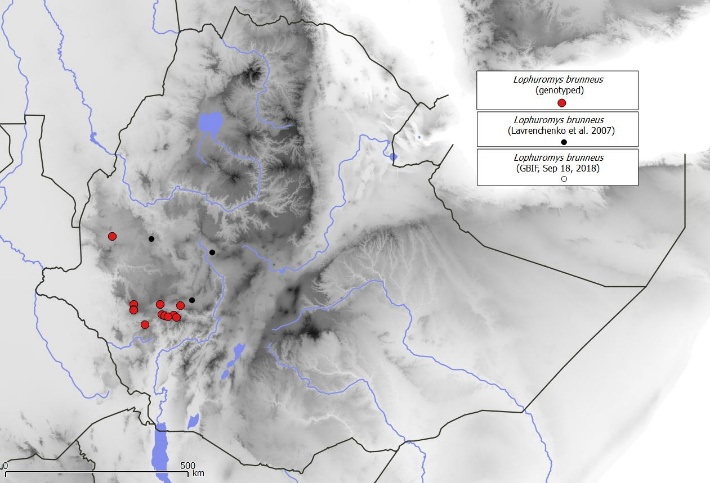 Lophuromys brunneus
(genotyped)
Lophuromys brunneus
(Lavrenchenko et al. 2007)
Lophuromys brunneus
(GBIF, Sep 18, 2018)
0 500
km